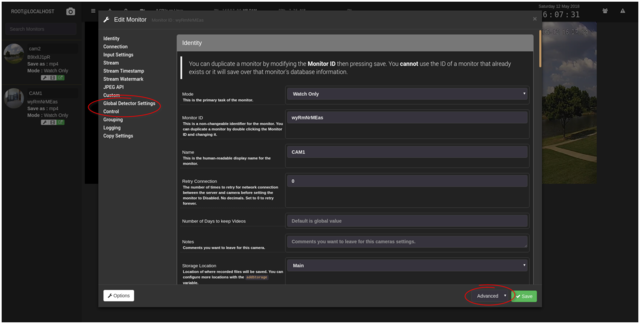 ROOT@LOCALHOST
Saturday 12 May 2018
:07:31
Search Monitors
cam2
Save as : mp4
Mode : Watch Only
CAM1
wyRmNrMEac
Save as : mp4
Mode : Watch Only
Edit Monitor
Identity
Connection
Input Settings
Stream
Stream Timestamp
Stream Watermark
JPEG API
Custom
Global Detector Settings
Control
Grouping
Logging
Copy Settings
Identity
You can duplicate a monitor by modifying the Monitor ID then pressing save. You cannot use the ID of a monitor that already
exists or it will save over that monitor's database information.
Mode
This is the primary task of the monitor.
Watch Only
Monitor ID
This is a non-changeable identifier for the monitor. You
can duplicate a monitor by double clicking the Monitor
ID and changing it.
wyRmNrMEac
Name
This is the human-readable display name for the
monitor.
CAM1
Retry Connection
The number of times to retry for network connection
between the server and camera before setting the
monitor to Disabled. No decimals. Set to 0 to retry
forever.
Number of Days to keep Videos
Default is global value
Notes
Comments you want to leave for this camera.
Comments you want to leave for this cameras settings.
Storage Location
Location of where recorded files will be saved. You can
configure more locations with the addStorage
variable.
Main
Options
Advanced
Save